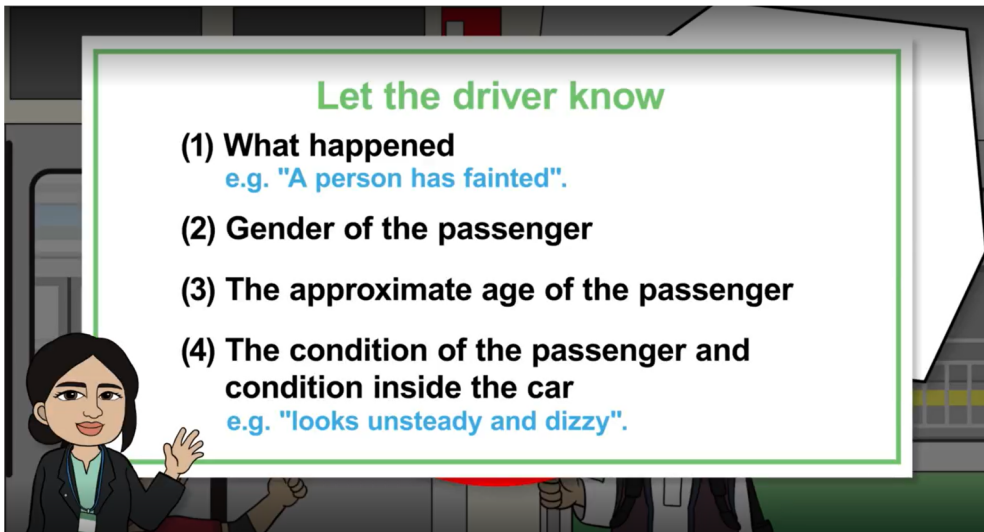 Let the driver know
(1) What happened
e.g. "A person has fainted".
(2) Gender of the passenger
(3) The approximate age of the passenger
(4) The condition of the passenger and
condition inside the car
e.g. "looks unsteady and dizzy".